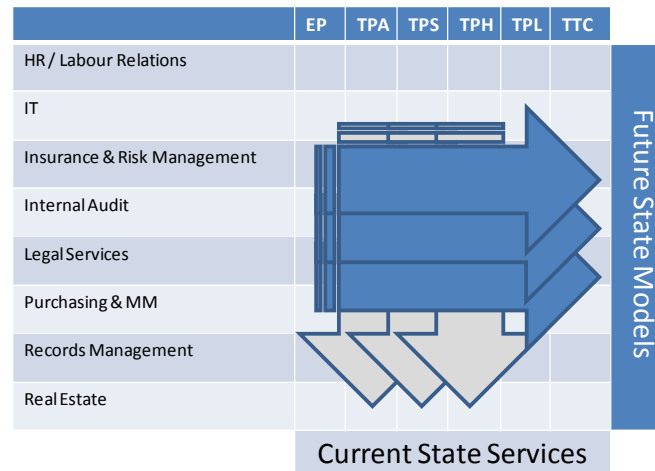 EP TPA TPS TPH TPL TTC
HR / Labour Relations
IT
Insurance & Risk Management
Internal Audit
Legal Services
Purchasing & MM
Records Management
Real Estate
Future State Models
Current State Services